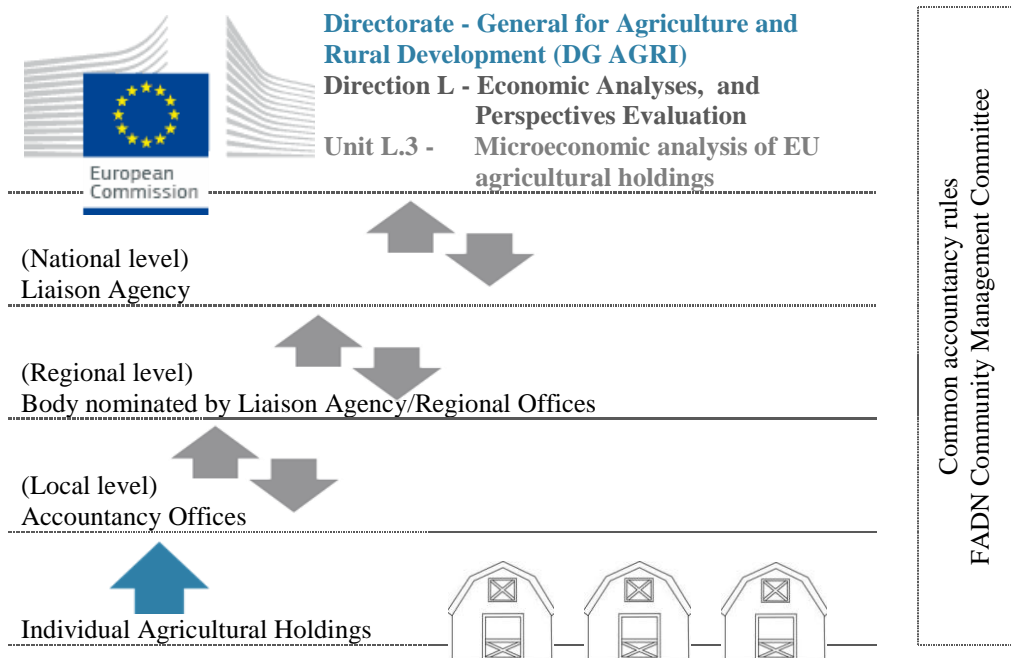 Directorate - General for Agriculture and
Rural Development (DG AGRI)
Direction L - Economic Analyses, and
Perspectives Evaluation
Unit L.3 - Microeconomic analysis of EU
agricultural holdings
European
Commission
(National level)
Liaison Agency
(Regional level)
Body nominated by Liaison Agency/Regional Offices
(Local level)
Accountancy Offices
Individual Agricultural Holdings
Common accountancy rules
FADN Community Management Committee